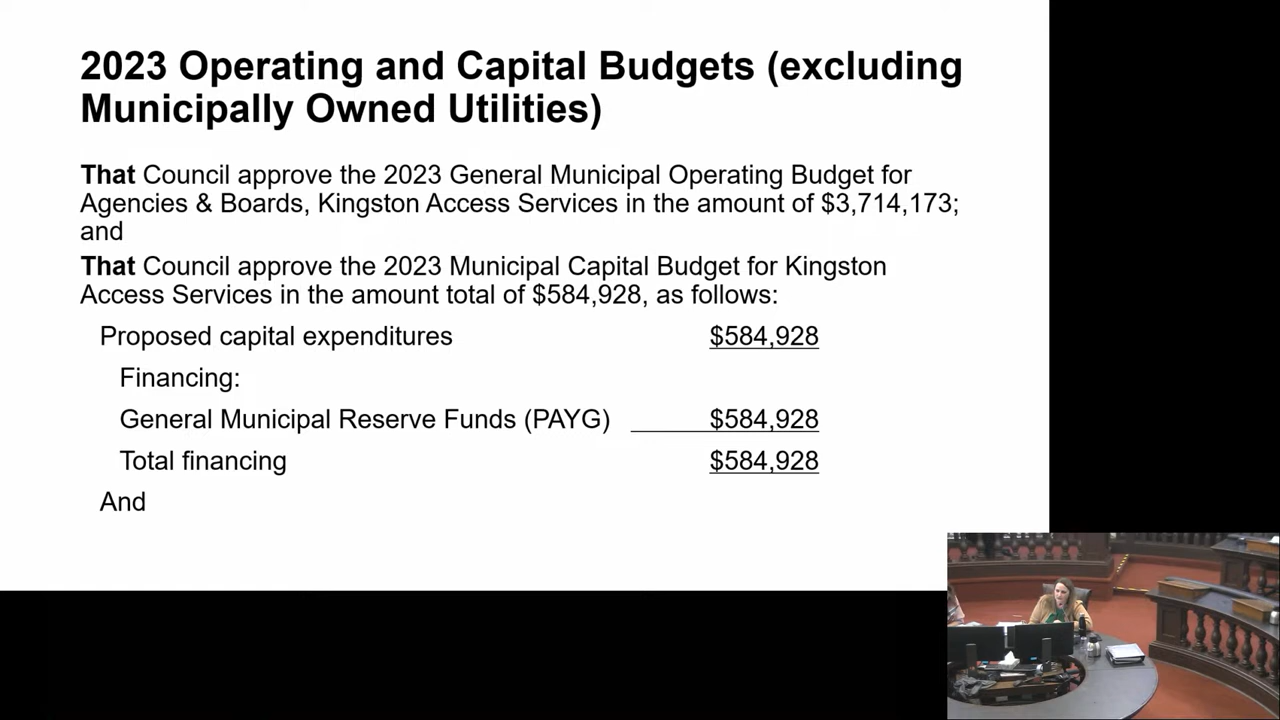 2023 Operating and Capital Budgets (excluding
Municipally Owned Utilities)
That Council approve the 2023 General Municipal Operating Budget for
Agencies & Boards, Kingston Access Services in the amount of $3,714,173;
and
That Council approve the 2023 Municipal Capital Budget for Kingston
Access Services in the amount total of $584,928, as follows:
Proposed capital expenditures $584,928
Financing:
General Municipal Reserve Funds (PAYG) $584,928
Total financing $584,928
And